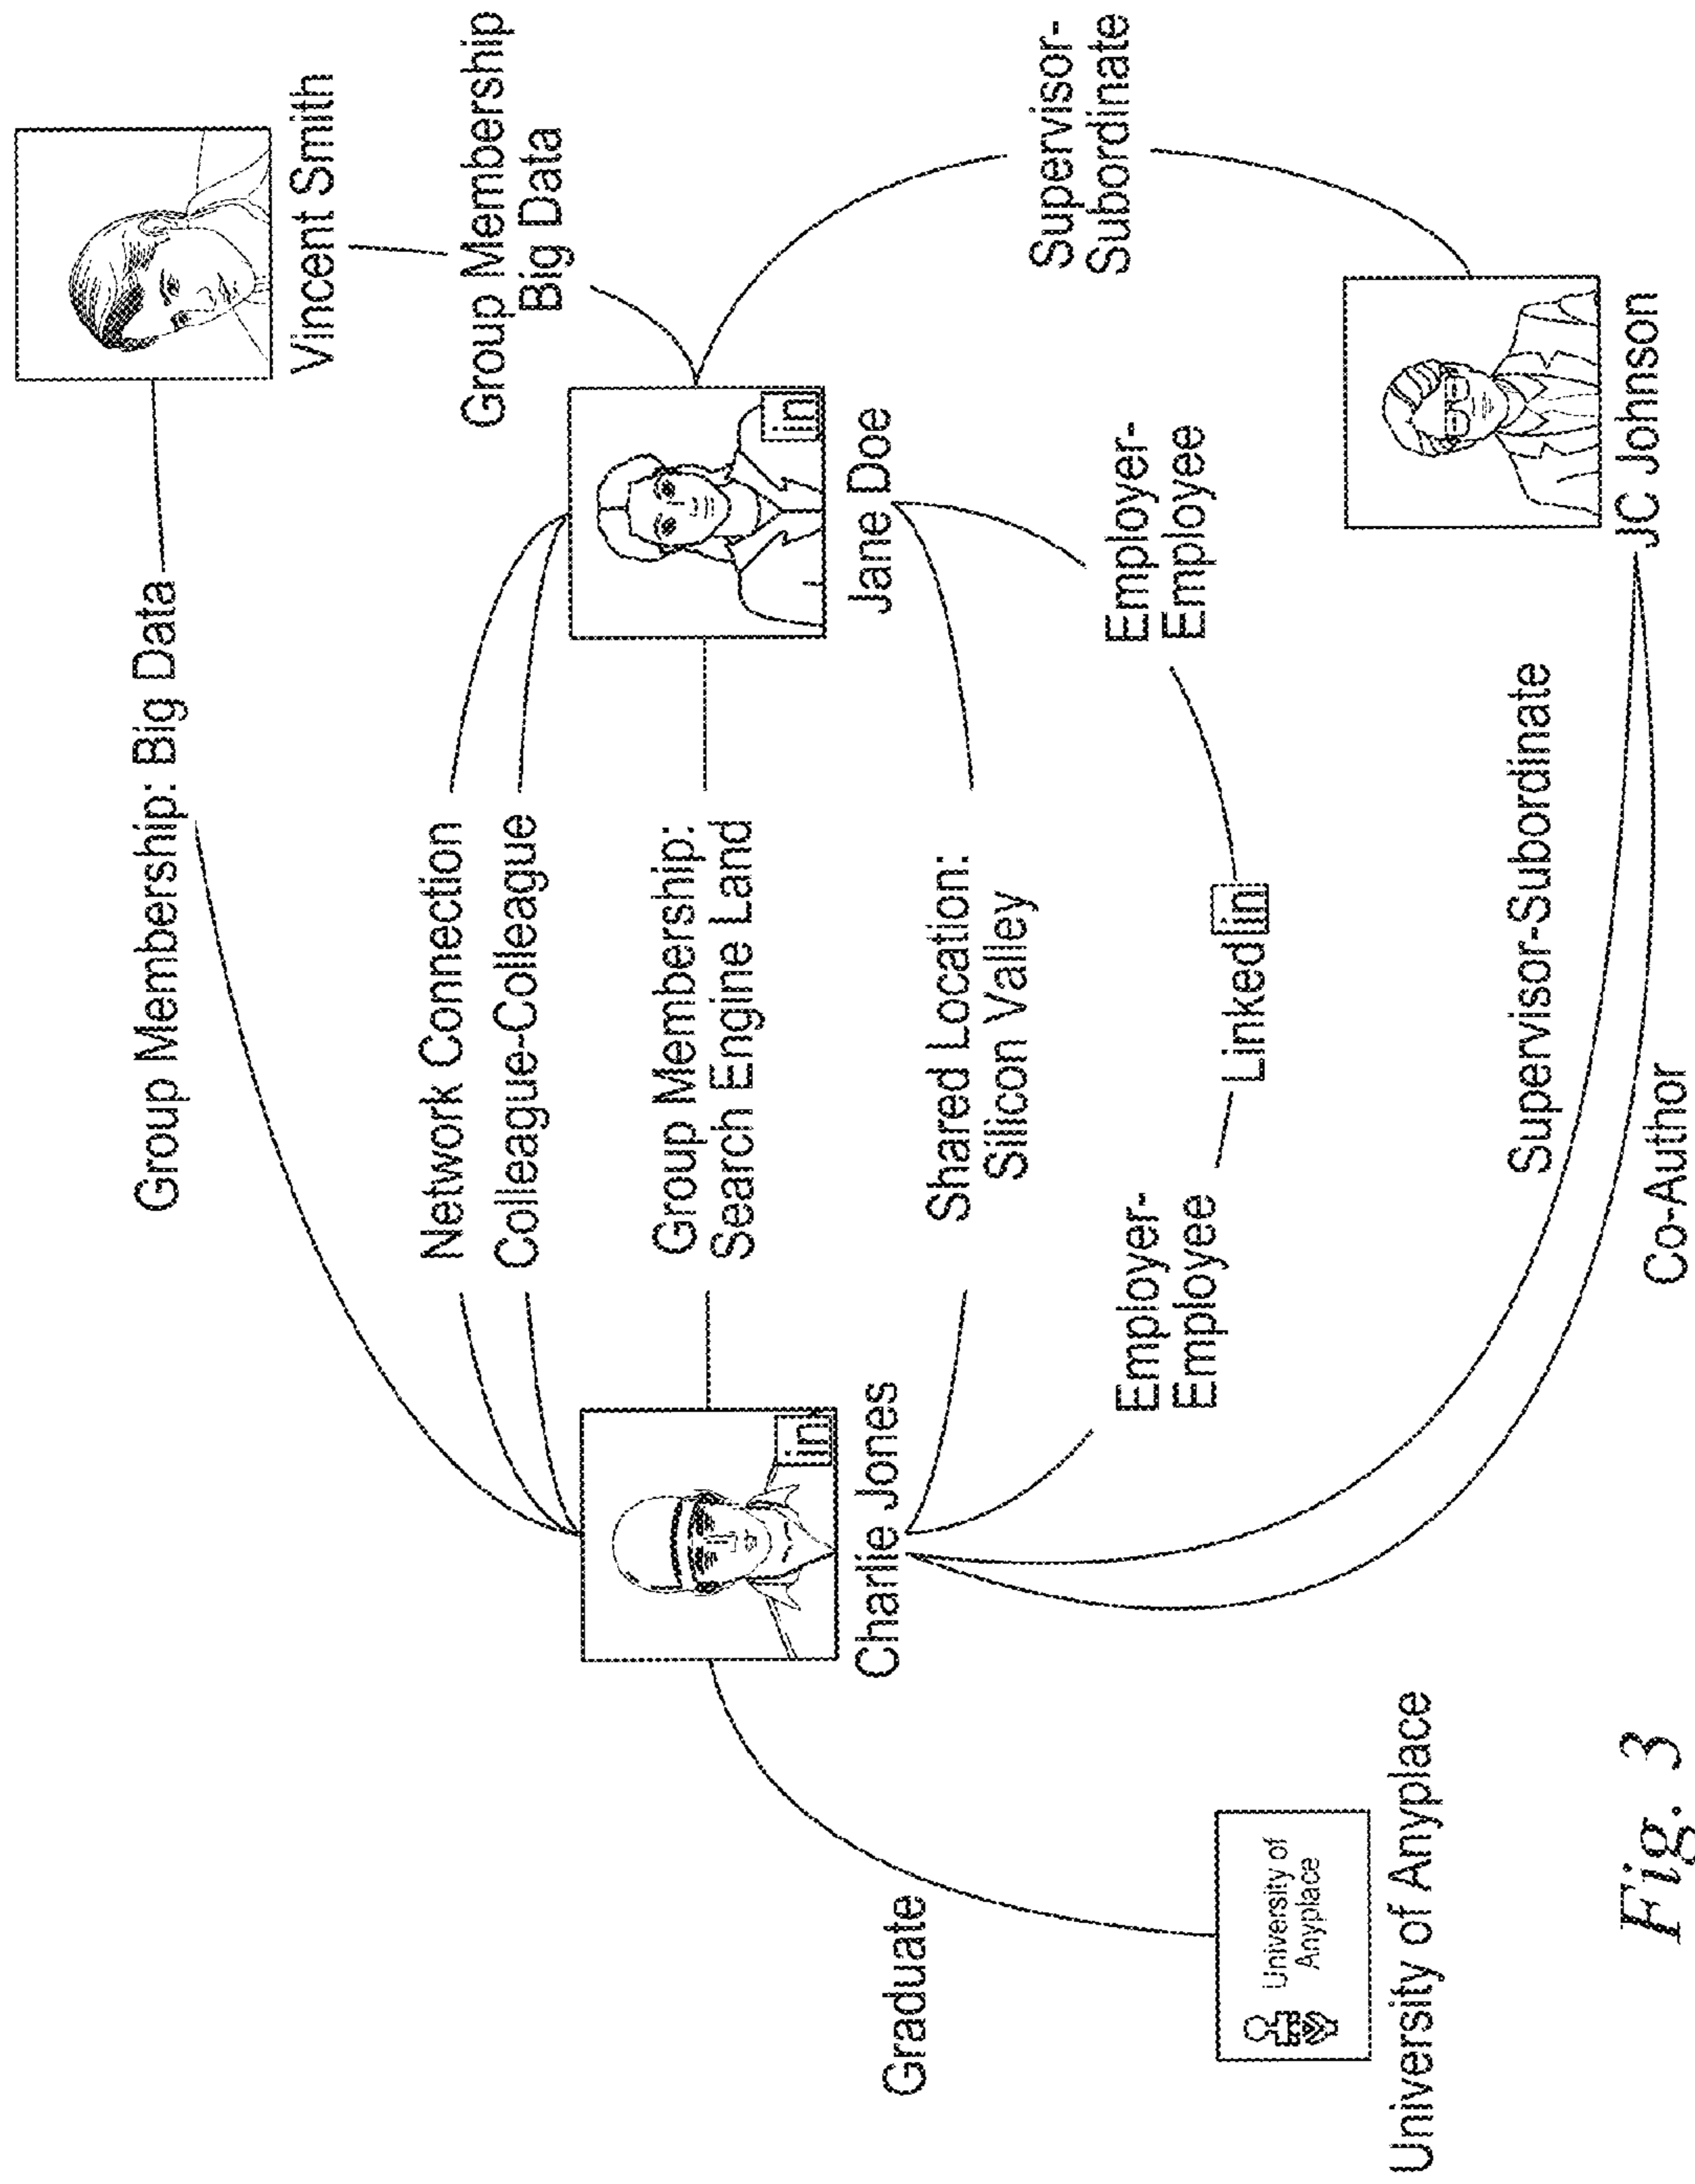 Vincent Smith
Group Membership: Big Data
Group Membership
Big Data
Network Connection
Colleague-Colleague
Group Membership:
Search Engine Land
in
in
Charlie Jones
Jane Doe
Shared Location:
Silicon Valley
Supervisor-
Subordinate
Graduate
Employer-
Employee
Employer-
Employee
Linked in
University of
Anyplace
University of Anyplace
Supervisor-Subordinate
JC Johnson
Co-Author
Fig. 3